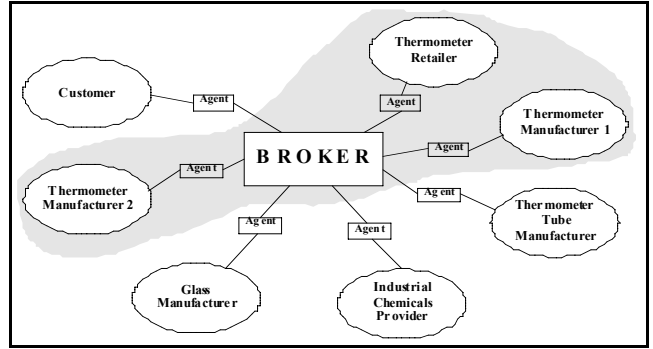 Thermometer
Retailer
Customer
Agent
Agent
Thermometer
Manufacturer 1
Agent
BROKER
Agent
Thermometer
Manufacturer 2
Agent
Thermometer
Tube
Manufacturer
Agent
Agent
Glass
Manufacturer
Industrial
Chemicals
Provider